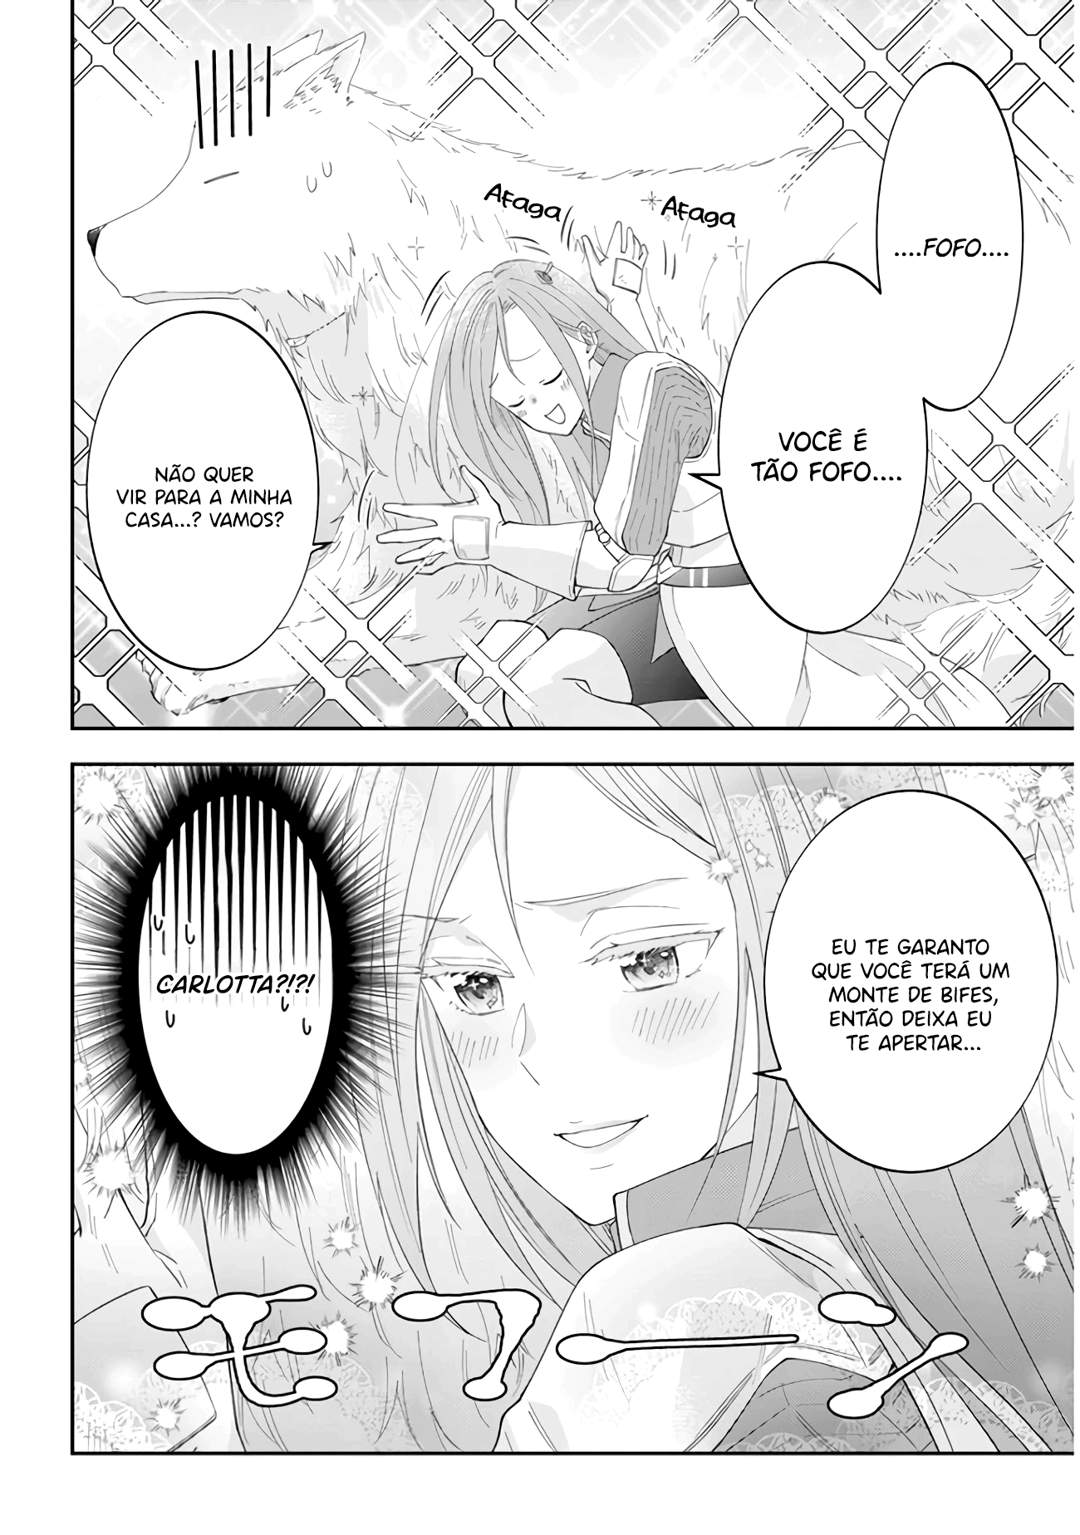 ....FOFO....
VOCÊ É
TÃO FOFO....
AFAGA
AFAGA
NÃO QUER
VIR PARA A MINHA
CASA...? VAMOS?
EU TE GARANTO
QUE VOCÊ TERÁ UM
MONTE DE BIFES,
ENTÃO DEIXA EU
TE APERTAR...
CARLOTTA?!?!
モフーン